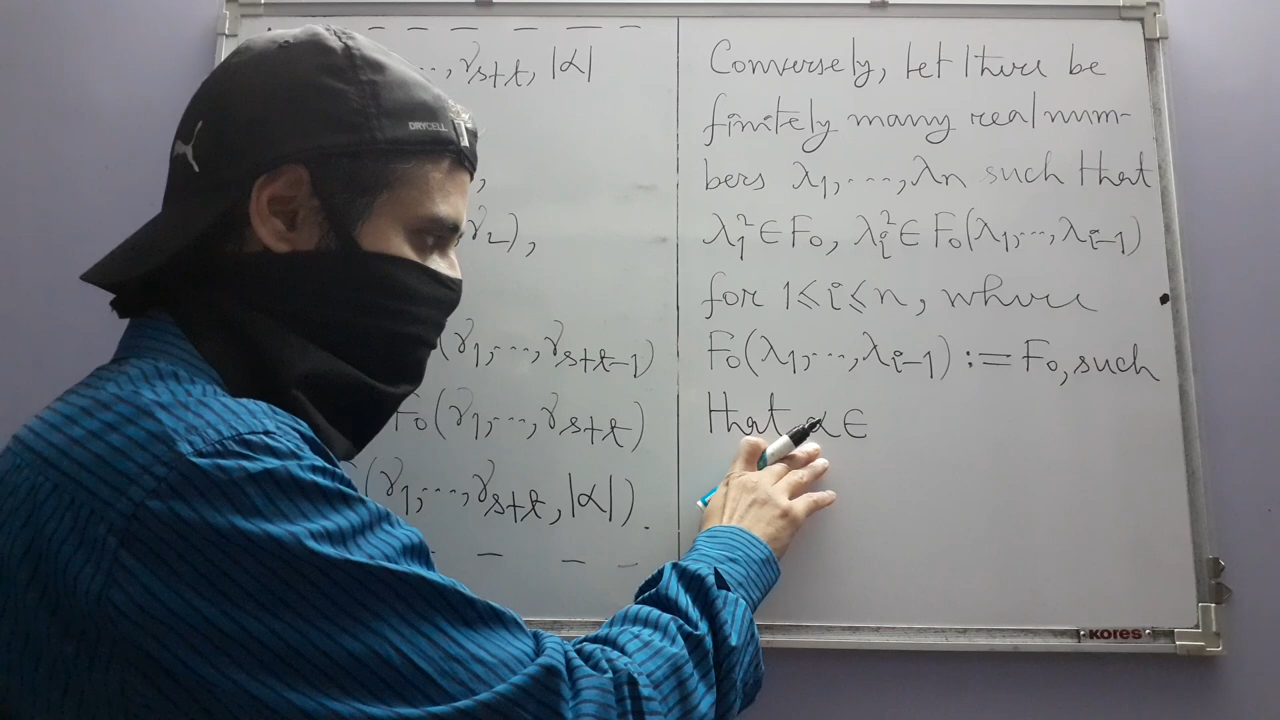 ..., γs+t, |α|
,
γ2),
(γ1, ..., γs+t-1)
F0(γ1, ..., γs+t)
(γ1, ..., γs+t, |α|).
Conversely, let there be
finitely many real num-
bers λ1, ..., λn such that
λ1² ∈ F0, λi² ∈ F0(λ1, ..., λi-1)
for 1 ≤ i ≤ n, where
F0(λ1, ..., λi-1) := F0, such
that α ∈
DRYCELL
KORES